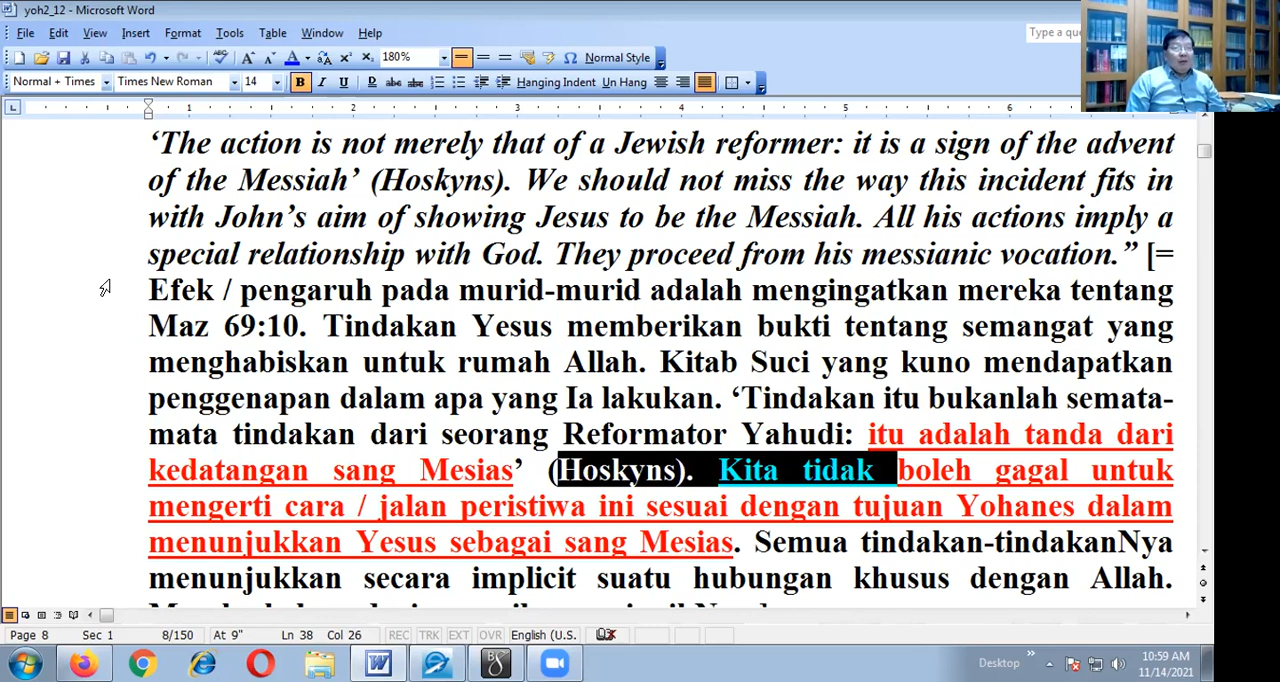 yoh2_12 - Microsoft Word
File Edit View Insert Format Tools Table Window Help
Type a que
180% Normal Style
Normal + Times Times New Roman 14 B I U Hanging Indent Un Hang
1 2 3 4 5 6
‘The action is not merely that of a Jewish reformer: it is a sign of the advent
of the Messiah’ (Hoskyns). We should not miss the way this incident fits in
with John’s aim of showing Jesus to be the Messiah. All his actions imply a
special relationship with God. They proceed from his messianic vocation.” [=
Efek / pengaruh pada murid-murid adalah mengingatkan mereka tentang
Maz 69:10. Tindakan Yesus memberikan bukti tentang semangat yang
menghabiskan untuk rumah Allah. Kitab Suci yang kuno mendapatkan
penggenapan dalam apa yang Ia lakukan. ‘Tindakan itu bukanlah semata-
mata tindakan dari seorang Reformator Yahudi: itu adalah tanda dari
kedatangan sang Mesias’ (Hoskyns). Kita tidak boleh gagal untuk
mengerti cara / jalan peristiwa ini sesuai dengan tujuan Yohanes dalam
menunjukkan Yesus sebagai sang Mesias. Semua tindakan-tindakanNya
menunjukkan secara implicit suatu hubungan khusus dengan Allah.
Page 8 Sec 1 8/150 At 9" Ln 38 Col 26 REC TRK EXT OVR English (U.S.
Desktop 10:59 AM
11/14/2021